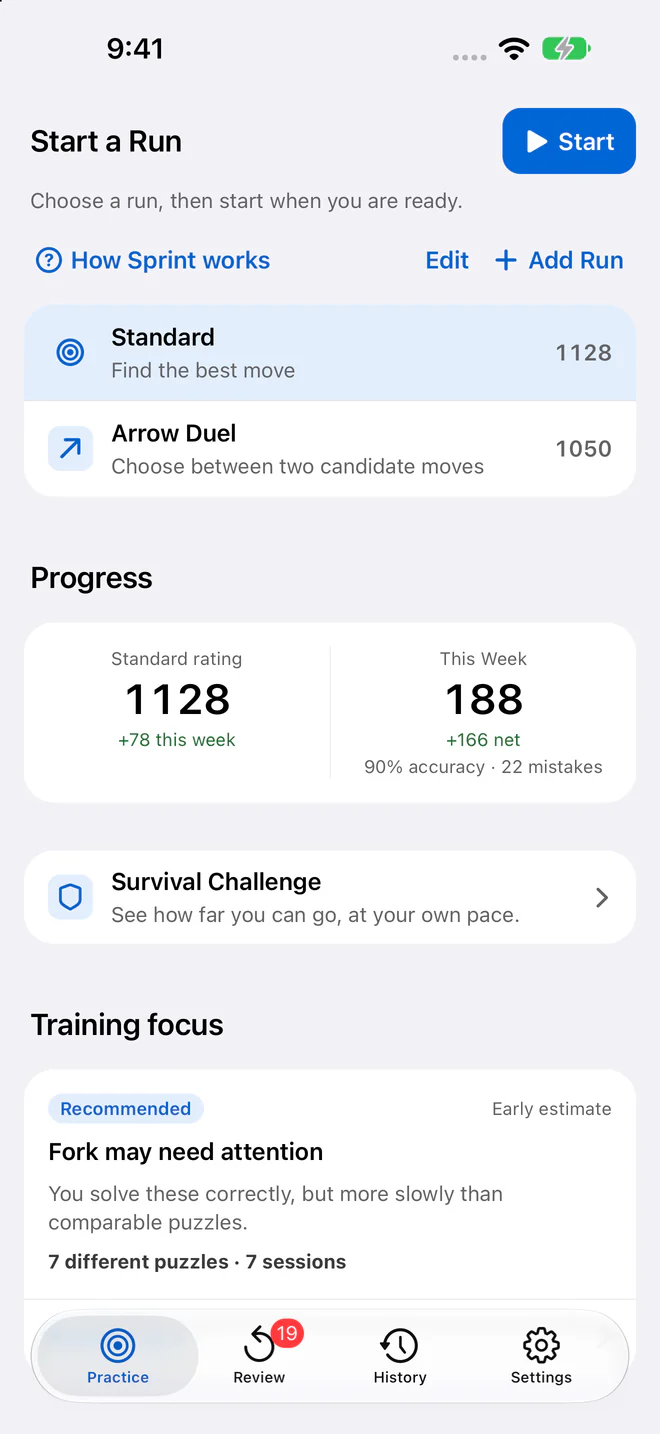 9:41
Start a Run
Start
Choose a run, then start when you are ready.
How Sprint works
Edit
Add Run
Standard
Find the best move
1128
Arrow Duel
Choose between two candidate moves
1050
Progress
Standard rating
1128
+78 this week
This Week
188
+166 net
90% accuracy · 22 mistakes
Survival Challenge
See how far you can go, at your own pace.
Training focus
Recommended
Early estimate
Fork may need attention
You solve these correctly, but more slowly than
comparable puzzles.
7 different puzzles · 7 sessions
Practice
19
Review
History
Settings